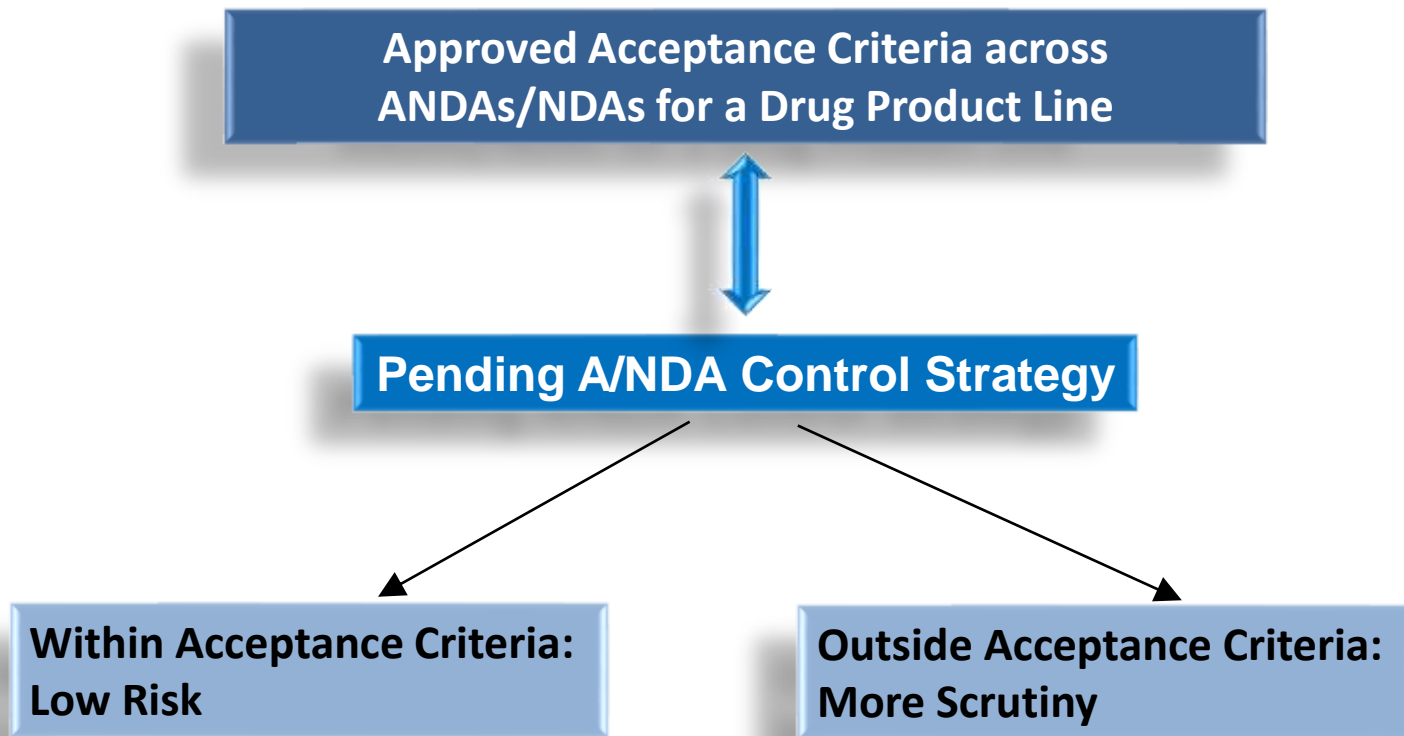 Approved Acceptance Criteria across
ANDAs/NDAs for a Drug Product Line
Pending A/NDA Control Strategy
Within Acceptance Criteria:
Low Risk
Outside Acceptance Criteria:
More Scrutiny